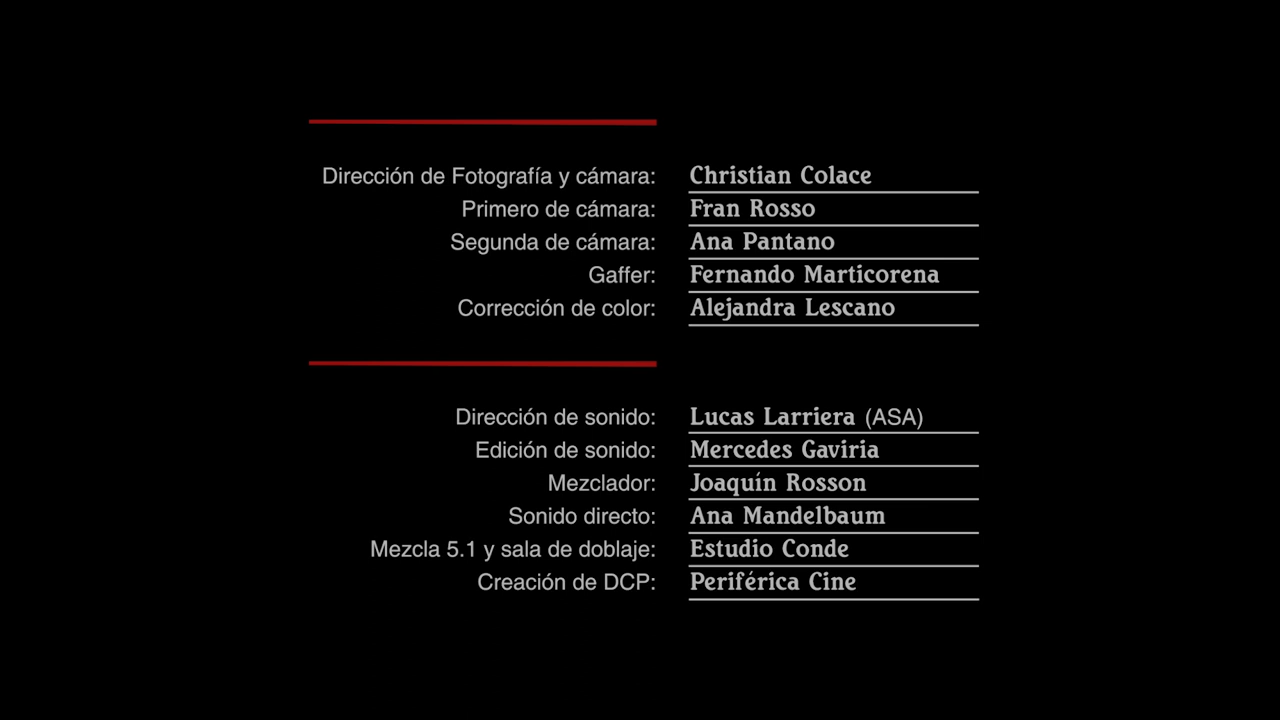 Dirección de Fotografía y cámara: Christian Colace
Primero de cámara: Fran Rosso
Segunda de cámara: Ana Pantano
Gaffer: Fernando Marticorena
Corrección de color: Alejandra Lescano
Dirección de sonido: Lucas Larriera (ASA)
Edición de sonido: Mercedes Gaviria
Mezclador: Joaquín Rosson
Sonido directo: Ana Mandelbaum
Mezcla 5.1 y sala de doblaje: Estudio Conde
Creación de DCP: Periférica Cine